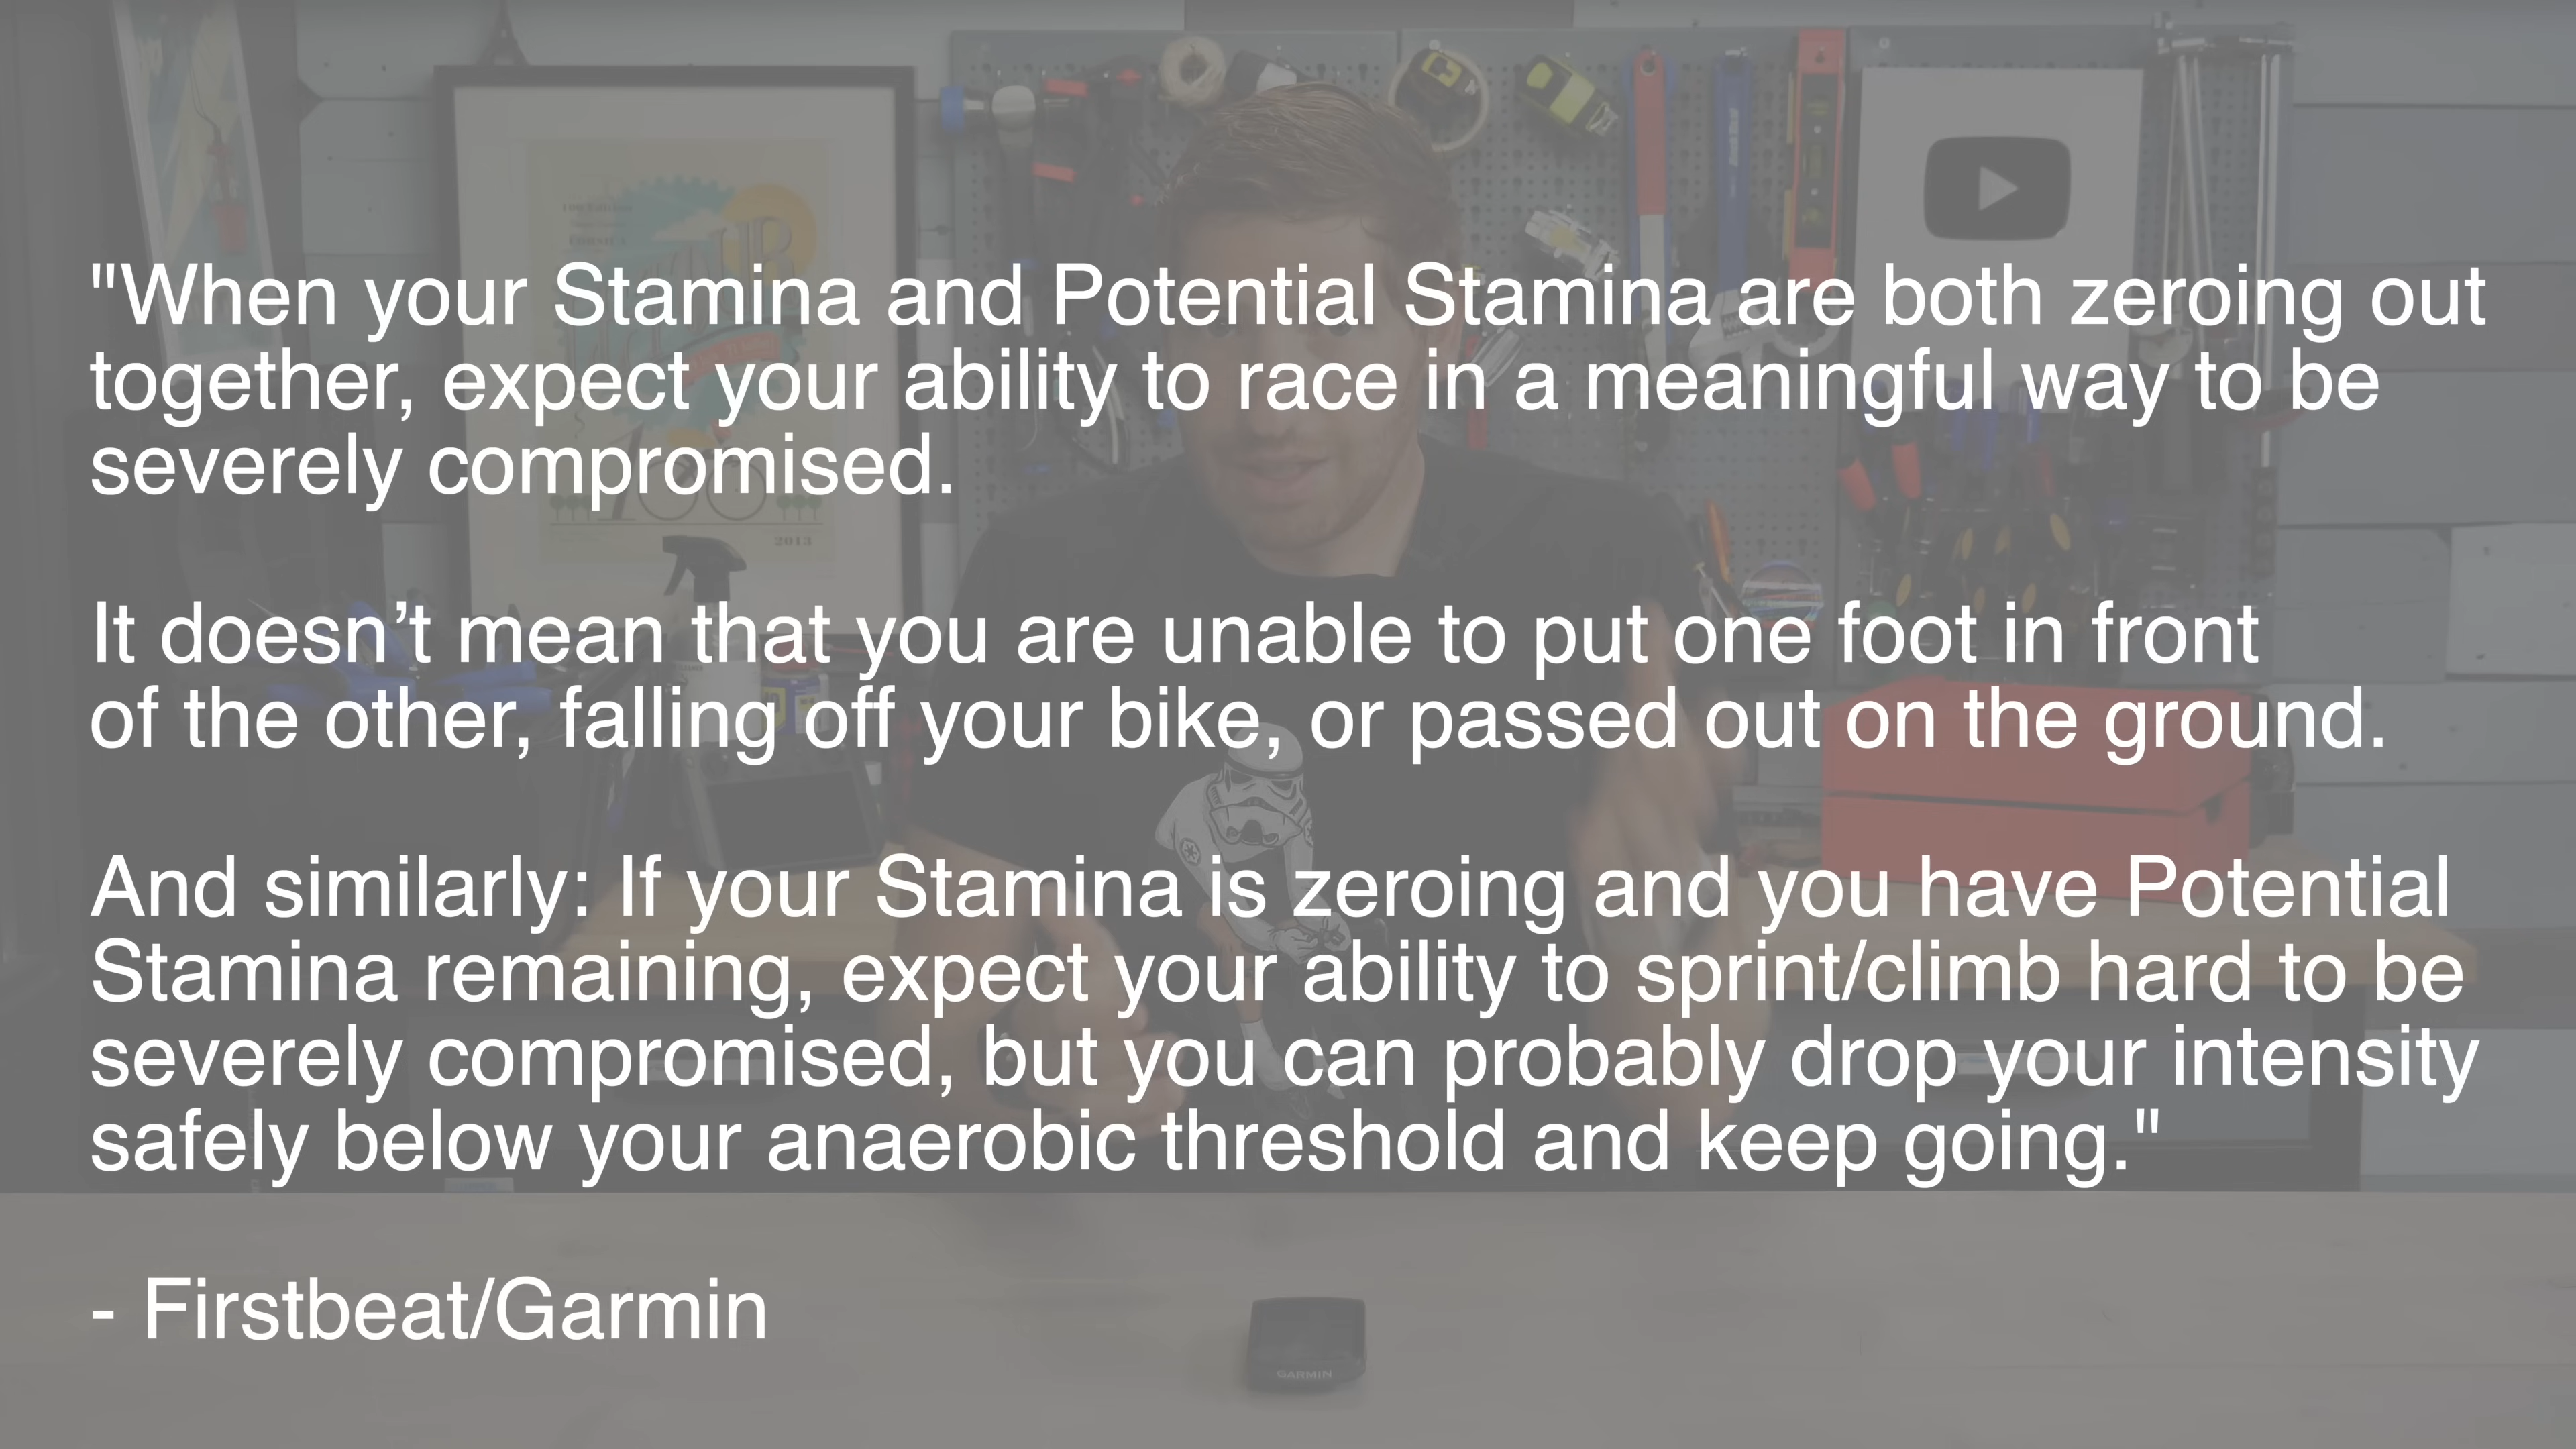 "When your Stamina and Potential Stamina are both zeroing out
together, expect your ability to race in a meaningful way to be
severely compromised.
It doesn’t mean that you are unable to put one foot in front
of the other, falling off your bike, or passed out on the ground.
And similarly: If your Stamina is zeroing and you have Potential
Stamina remaining, expect your ability to sprint/climb hard to be
severely compromised, but you can probably drop your intensity
safely below your anaerobic threshold and keep going."
- Firstbeat/Garmin
2013
GARMIN